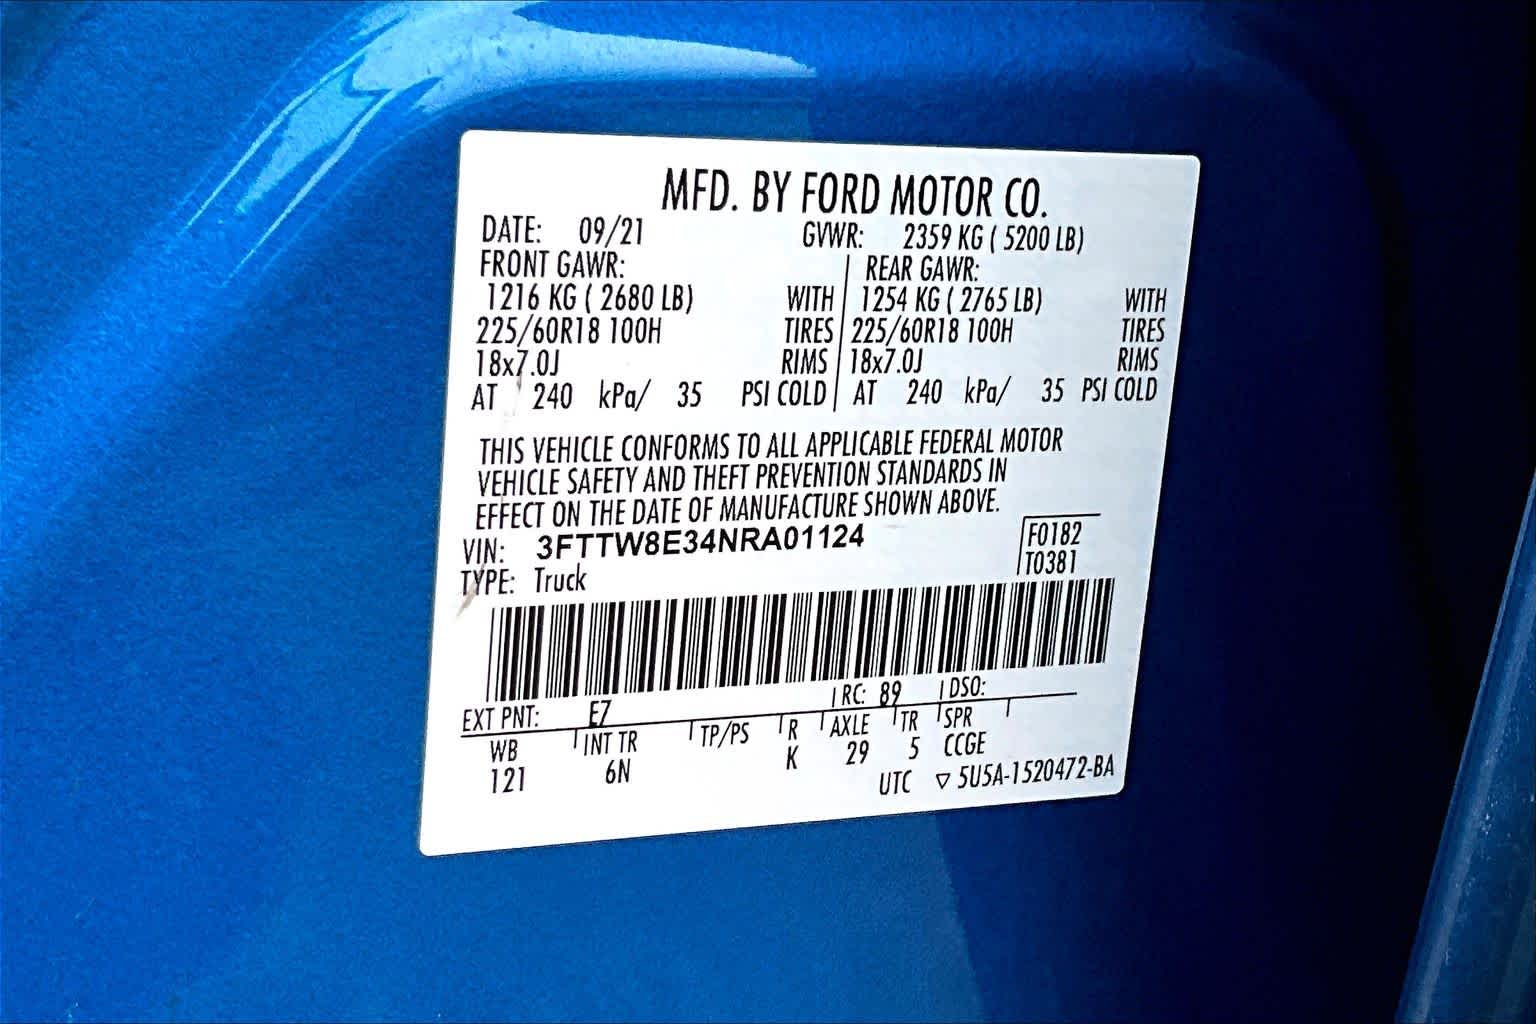 MFD. BY FORD MOTOR CO.
DATE: 09/21 GVWR: 2359 KG ( 5200 LB)
FRONT GAWR: REAR GAWR:
1216 KG ( 2680 LB) WITH 1254 KG ( 2765 LB) WITH
225/60R18 100H TIRES 225/60R18 100H TIRES
18x7.0J RIMS 18x7.0J RIMS
AT 240 kPa/ 35 PSI COLD AT 240 kPa/ 35 PSI COLD
THIS VEHICLE CONFORMS TO ALL APPLICABLE FEDERAL MOTOR
VEHICLE SAFETY AND THEFT PREVENTION STANDARDS IN
EFFECT ON THE DATE OF MANUFACTURE SHOWN ABOVE.
VIN: 3FTTW8E34NRA01124 F0182
TYPE: Truck T0381
EXT PNT: E7 RC: 89 DSO:
WB INT TR TP/PS R AXLE TR SPR
121 6N K 29 5 CCGE
UTC ▽ 5U5A-1520472-BA